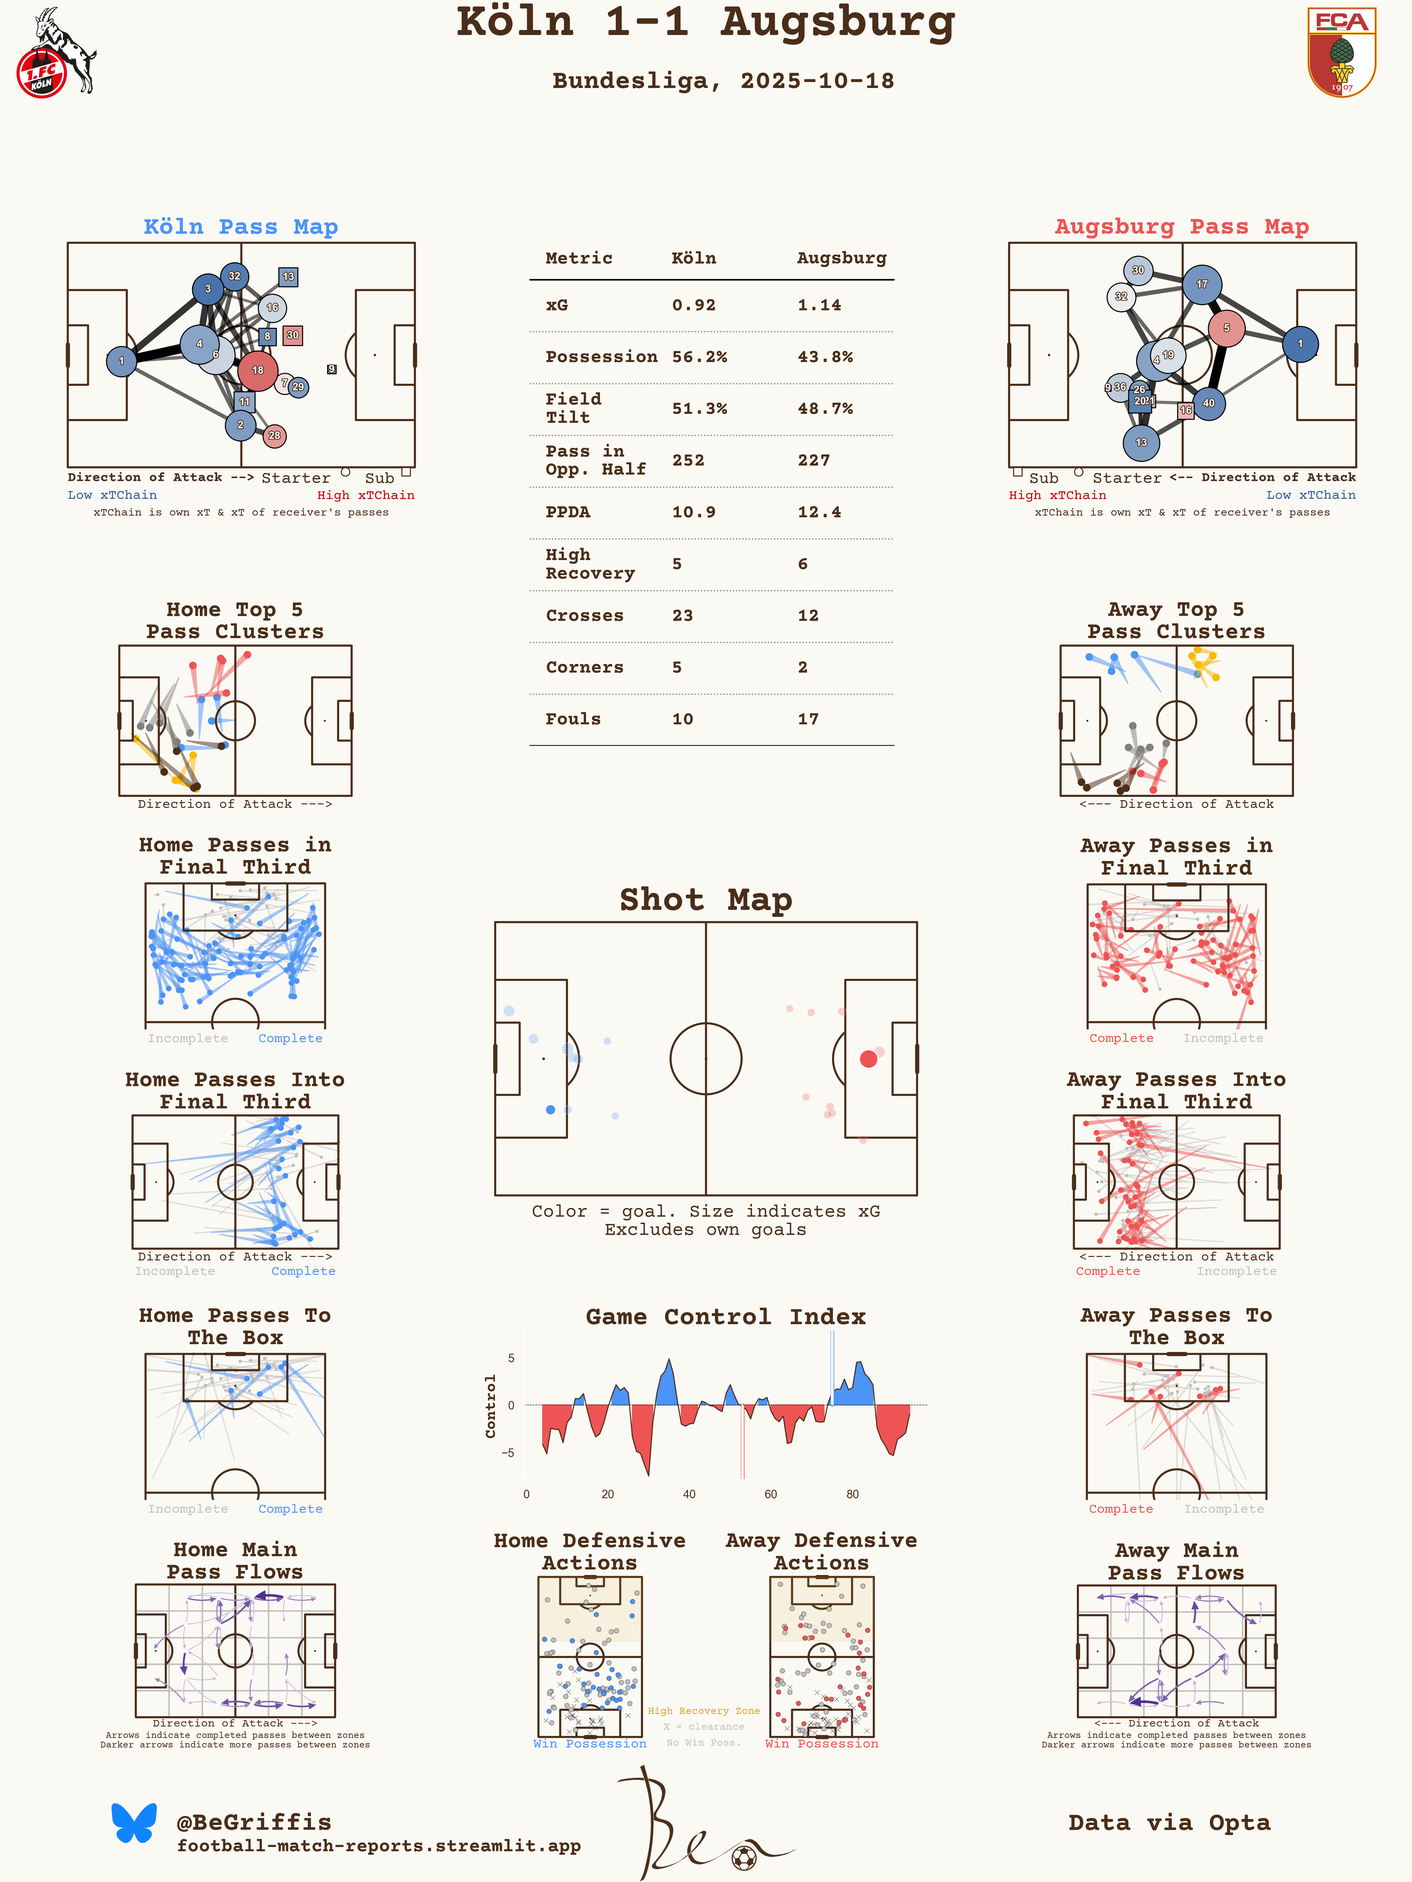 Köln 1-1 Augsburg
Bundesliga, 2025-10-18
1.FC
KÖLN
FCA
1907
Köln Pass Map
32
13
3
16
8
30
4
6
1
18
9
7
29
11
2
28
Direction of Attack --> Starter Sub
Low xTChain High xTChain
xTChain is own xT & xT of receiver's passes
Metric Köln Augsburg
xG 0.92 1.14
Possession 56.2% 43.8%
Field
Tilt 51.3% 48.7%
Pass in
Opp. Half 252 227
PPDA 10.9 12.4
High
Recovery 5 6
Crosses 23 12
Corners 5 2
Fouls 10 17
Augsburg Pass Map
30
17
32
5
1
4
19
9
36
26
20
21
16
40
13
Sub Starter <-- Direction of Attack
High xTChain Low xTChain
xTChain is own xT & xT of receiver's passes
Home Top 5
Pass Clusters
Direction of Attack --->
Away Top 5
Pass Clusters
<--- Direction of Attack
Home Passes in
Final Third
Incomplete Complete
Away Passes in
Final Third
Complete Incomplete
Shot Map
Color = goal. Size indicates xG
Excludes own goals
Home Passes Into
Final Third
Direction of Attack --->
Incomplete Complete
Away Passes Into
Final Third
<--- Direction of Attack
Complete Incomplete
Home Passes To
The Box
Incomplete Complete
Game Control Index
Control
5
0
−5
0 20 40 60 80
Away Passes To
The Box
Complete Incomplete
Home Main
Pass Flows
Direction of Attack --->
Arrows indicate completed passes between zones
Darker arrows indicate more passes between zones
Home Defensive
Actions
Win Possession
High Recovery Zone
X = clearance
No Win Poss.
Away Defensive
Actions
Win Possession
Away Main
Pass Flows
<--- Direction of Attack
Arrows indicate completed passes between zones
Darker arrows indicate more passes between zones
@BeGriffis
football-match-reports.streamlit.app
Ben
Data via Opta